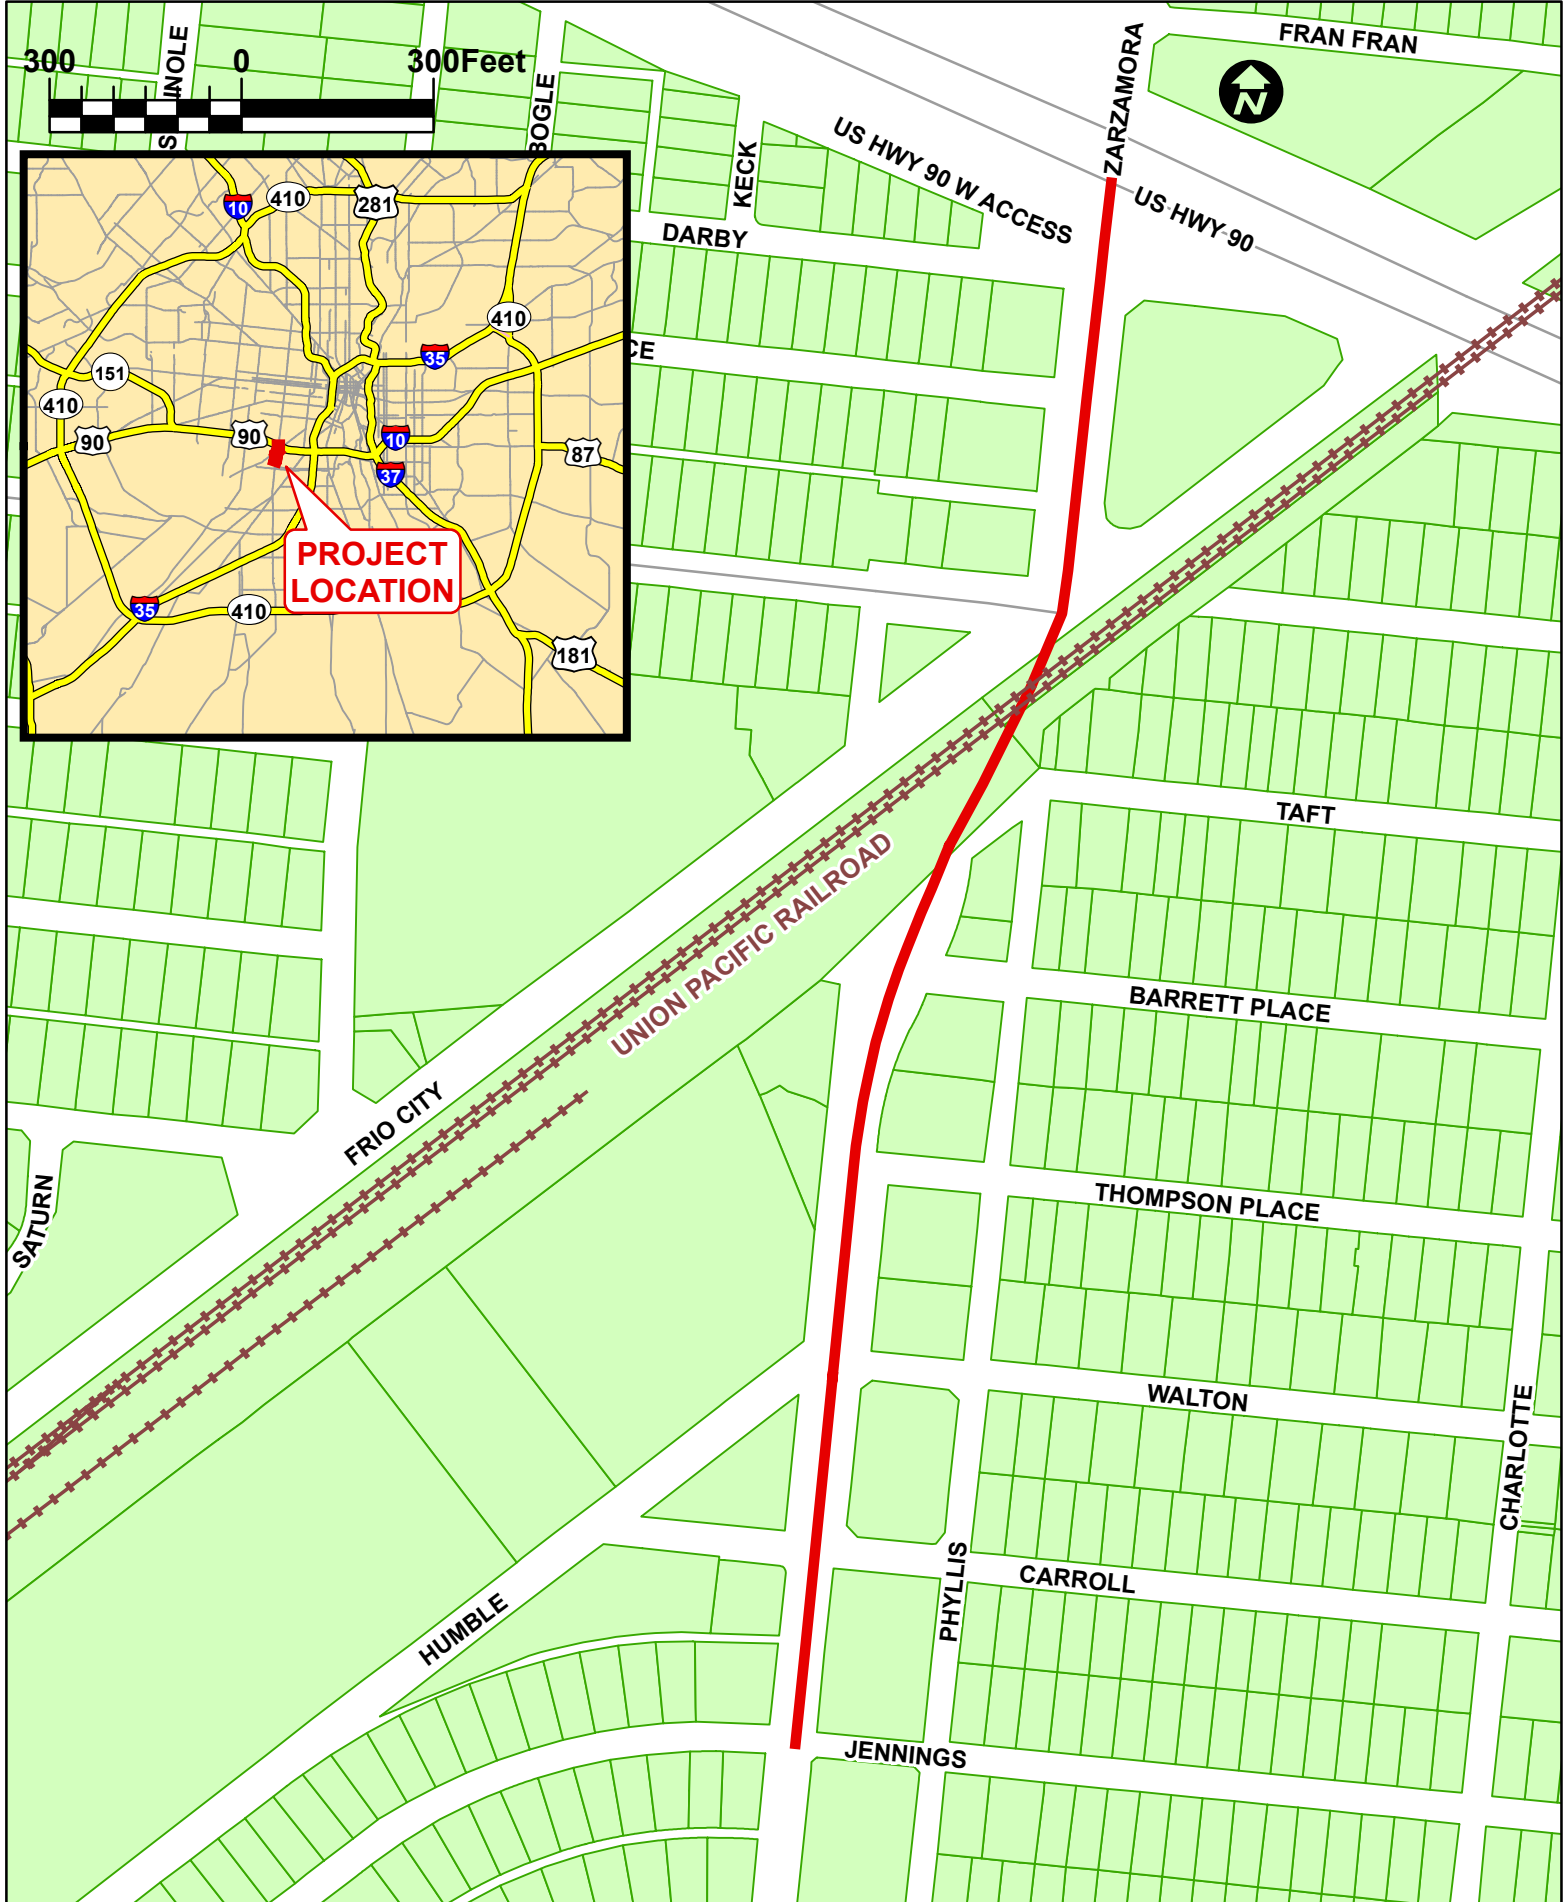 FRAN FRAN
ZARZAMORA
INOLE
S
300 0 300Feet
BOGLE
N
KECK
US HWY 90 W ACCESS
US HWY 90
DARBY
CE
10
410
281
410
35
151
410
90
90
10
87
37
PROJECT
LOCATION
35
410
181
TAFT
UNION PACIFIC RAILROAD
BARRETT PLACE
FRIO CITY
SATURN
THOMPSON PLACE
WALTON
CHARLOTTE
PHYLLIS
CARROLL
HUMBLE
JENNINGS